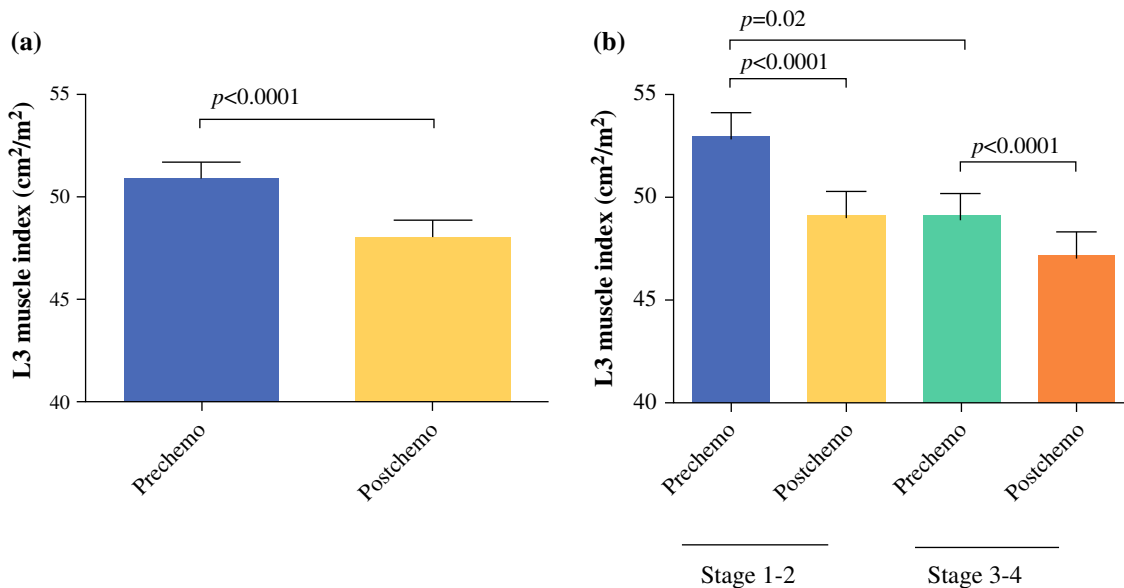 (a)
p<0.0001
L3 muscle index (cm²/m²)
55
50
45
40
Prechemo
Postchemo
(b)
p=0.02
p<0.0001
p<0.0001
L3 muscle index (cm²/m²)
55
50
45
40
Prechemo
Postchemo
Prechemo
Postchemo
Stage 1-2
Stage 3-4